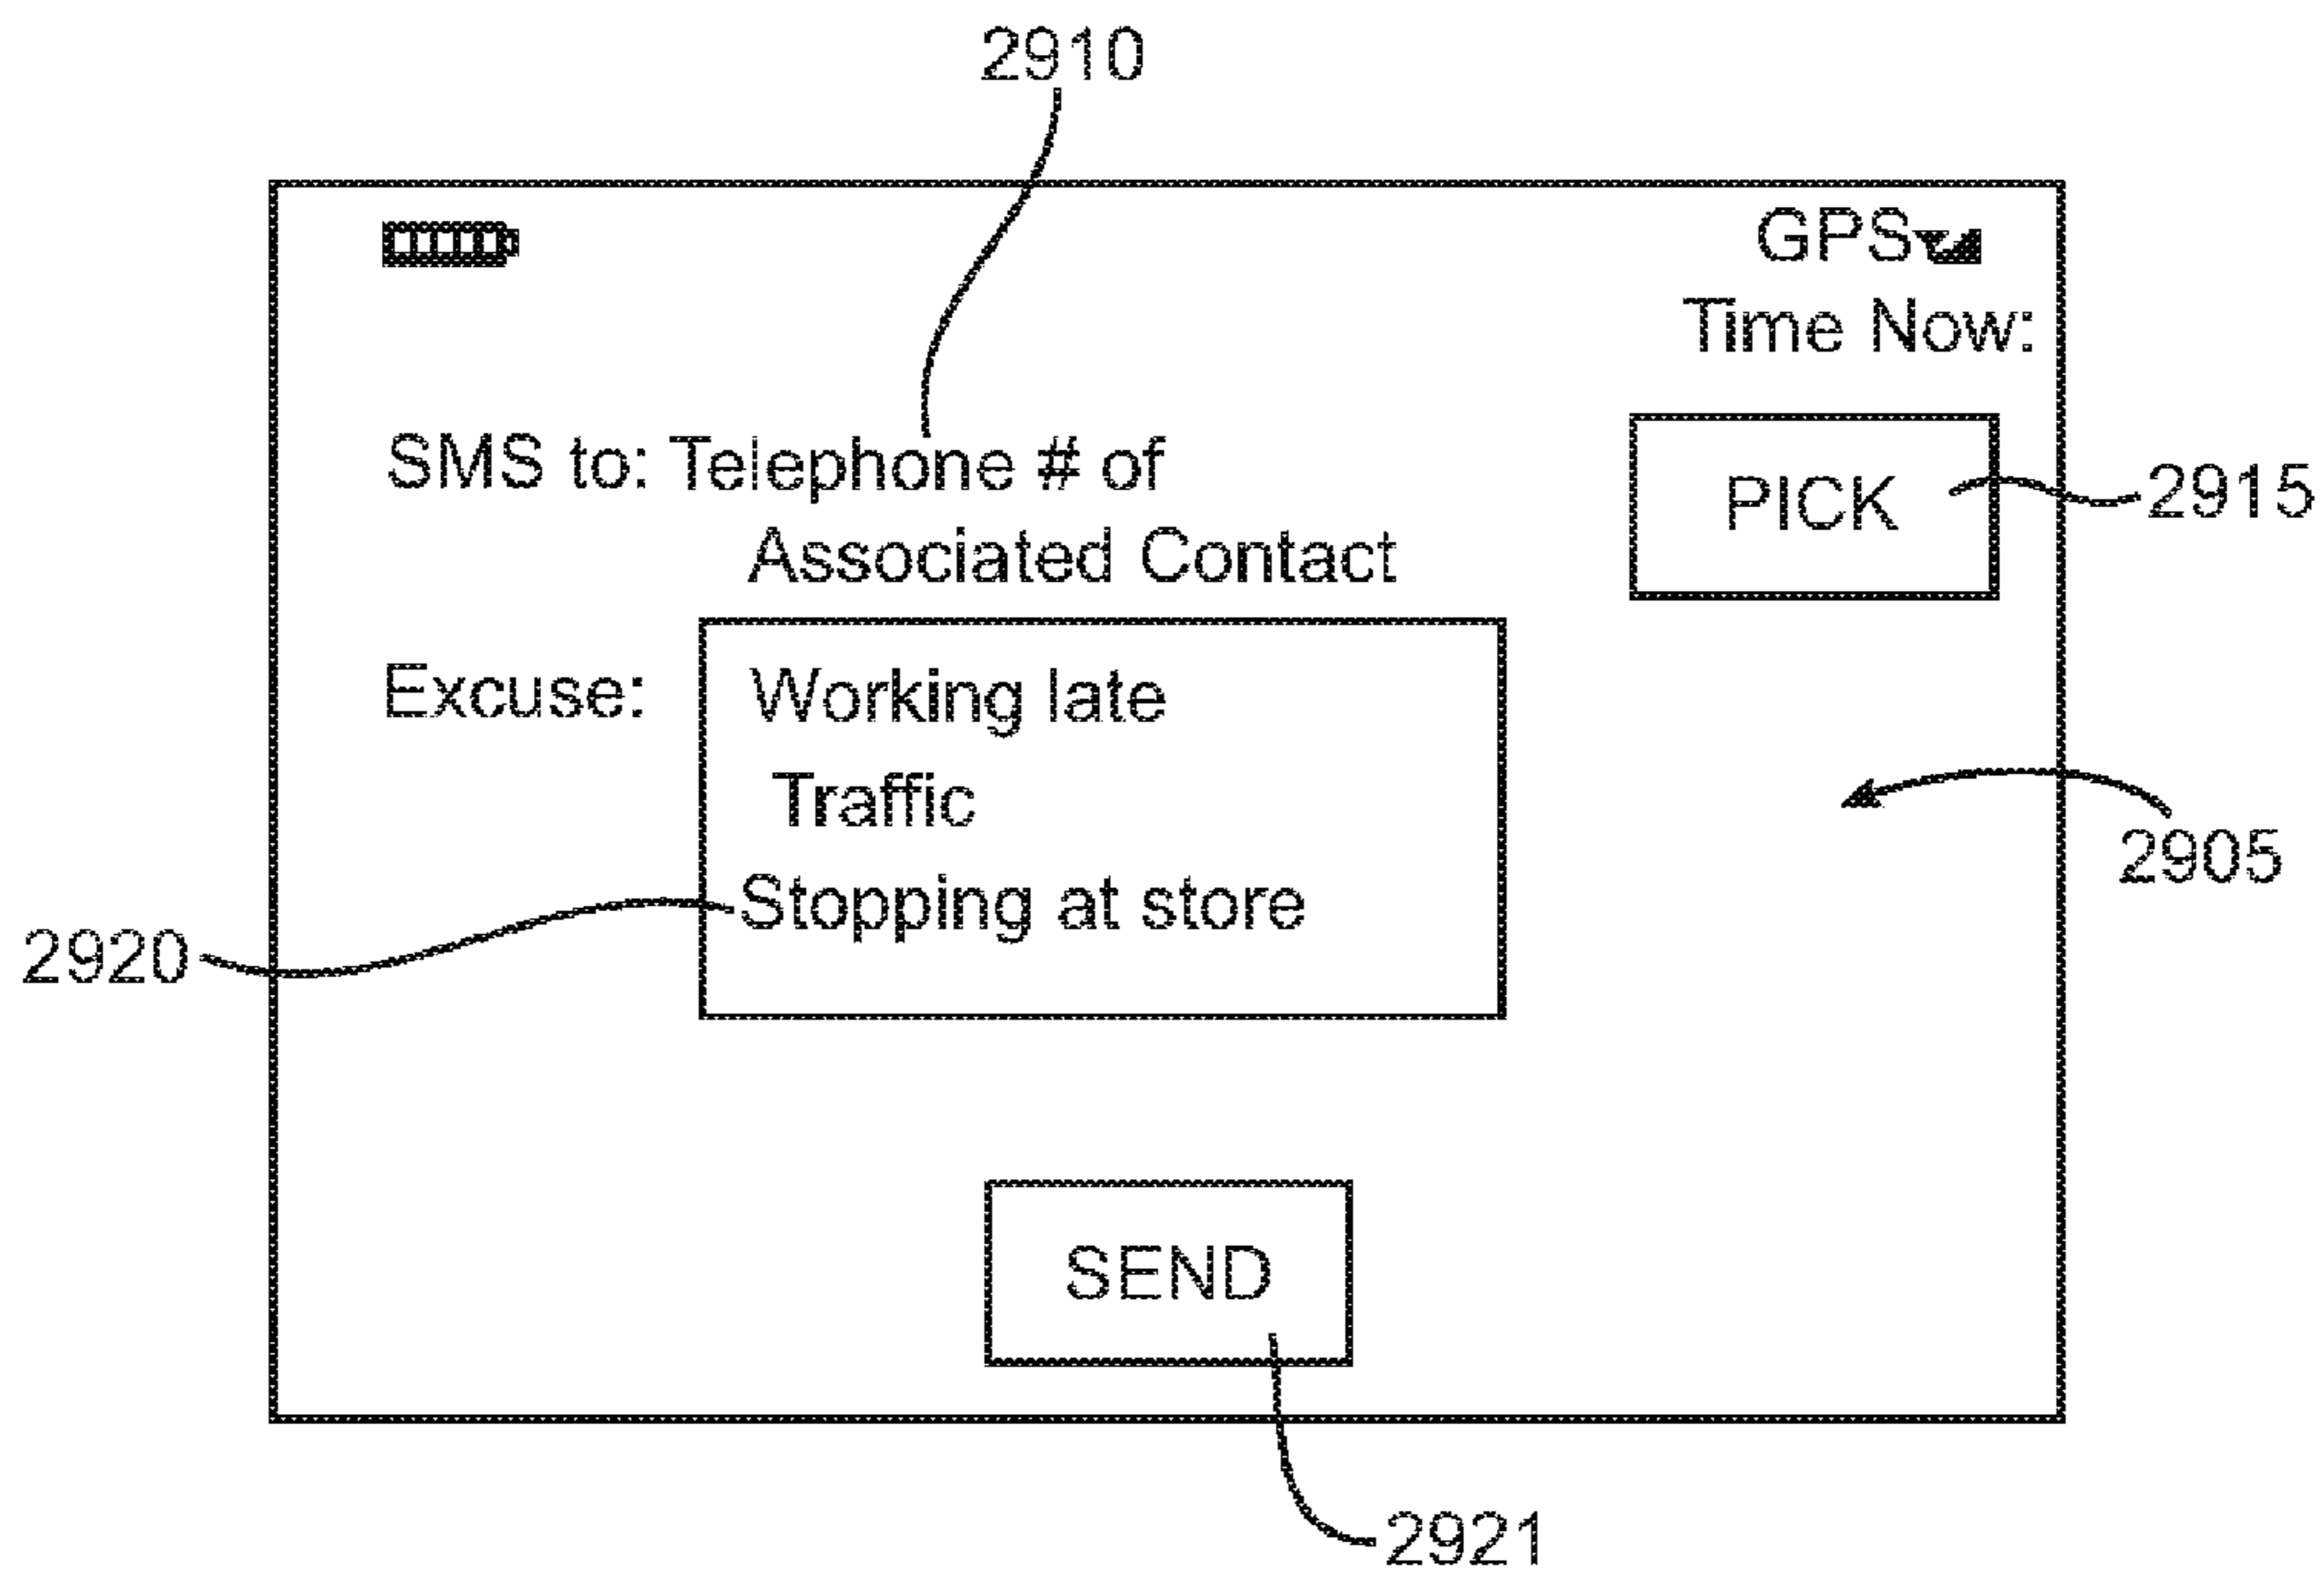 2910
GPS
Time Now:
SMS to: Telephone # of
Associated Contact
PICK
2915
Excuse:
Working late
Traffic
Stopping at store
2905
2920
SEND
2921